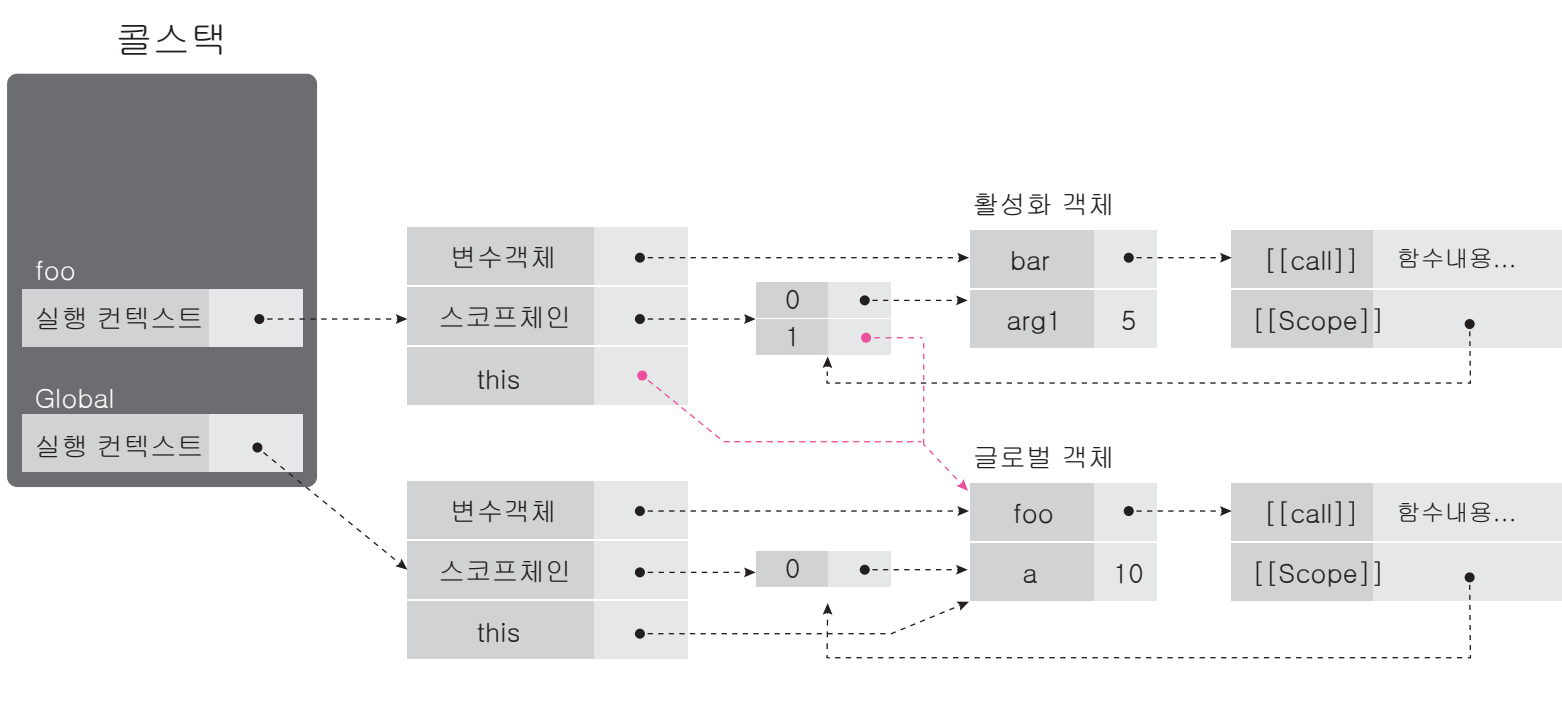 콜스택
foo
실행 컨텍스트
Global
실행 컨텍스트
변수객체
스코프체인
this
0
1
활성화 객체
bar
arg1 5
[[call]] 함수내용...
[[Scope]]
변수객체
스코프체인
this
0
글로벌 객체
foo
a 10
[[call]] 함수내용...
[[Scope]]